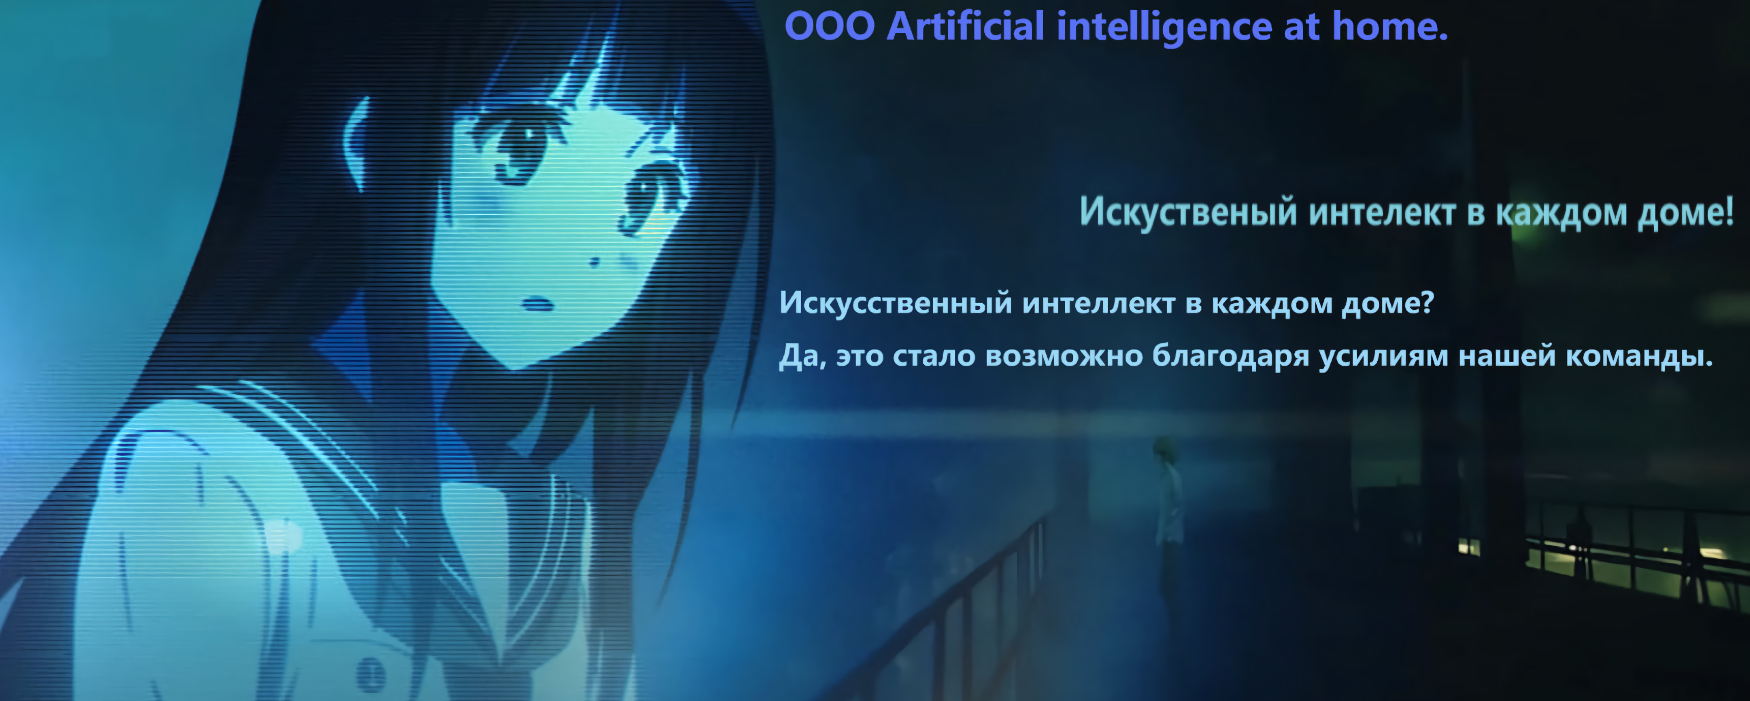 ООО Artificial intelligence at home.
Искуственый интелект в каждом доме!
Искусственный интеллект в каждом доме?
Да, это стало возможно благодаря усилиям нашей команды.